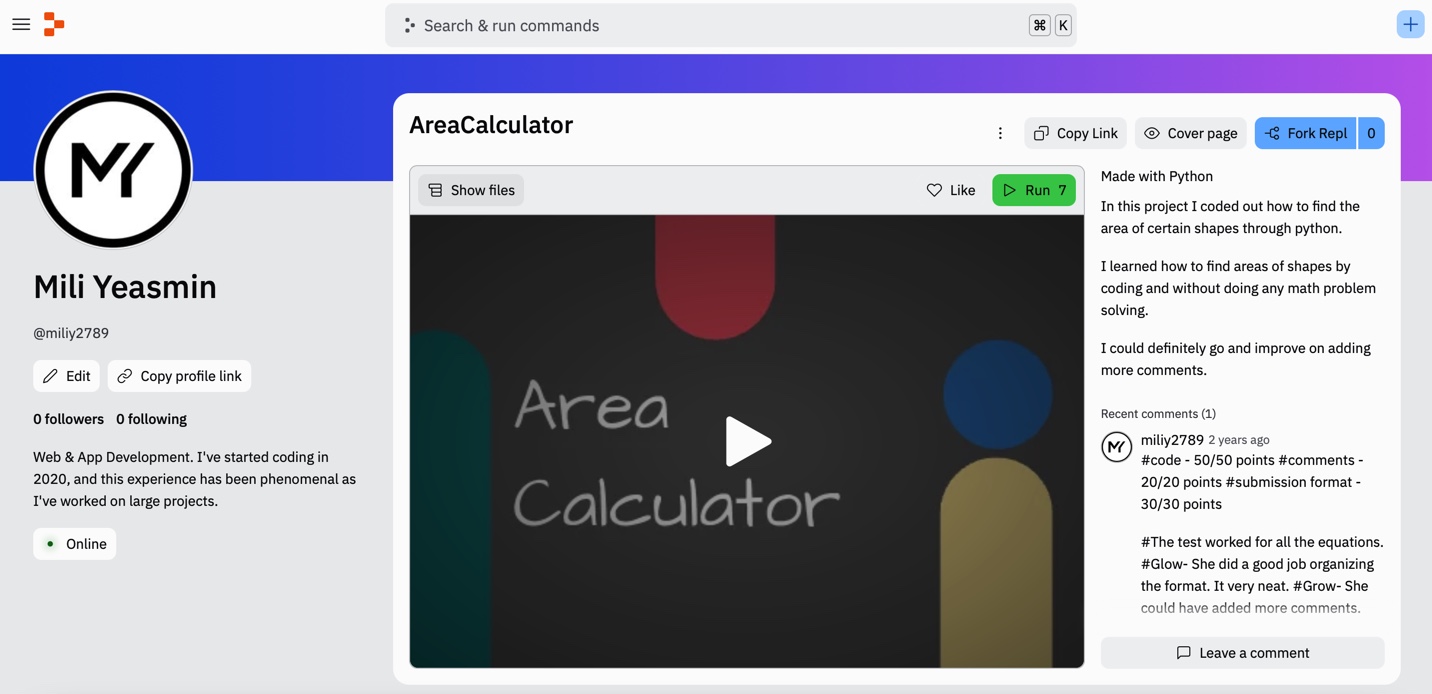 Search & run commands
⌘ K
+
MY
Mili Yeasmin
@miliy2789
Edit
Copy profile link
0 followers 0 following
Web & App Development. I've started coding in
2020, and this experience has been phenomenal as
I've worked on large projects.
Online
AreaCalculator
Copy Link
Cover page
Fork Repl 0
Show files
Like
Run 7
Area
Calculator
Made with Python
In this project I coded out how to find the
area of certain shapes through python.
I learned how to find areas of shapes by
coding and without doing any math problem
solving.
I could definitely go and improve on adding
more comments.
Recent comments (1)
MY
miliy2789 2 years ago
#code - 50/50 points #comments -
20/20 points #submission format -
30/30 points
#The test worked for all the equations.
#Glow- She did a good job organizing
the format. It very neat. #Grow- She
could have added more comments.
Leave a comment